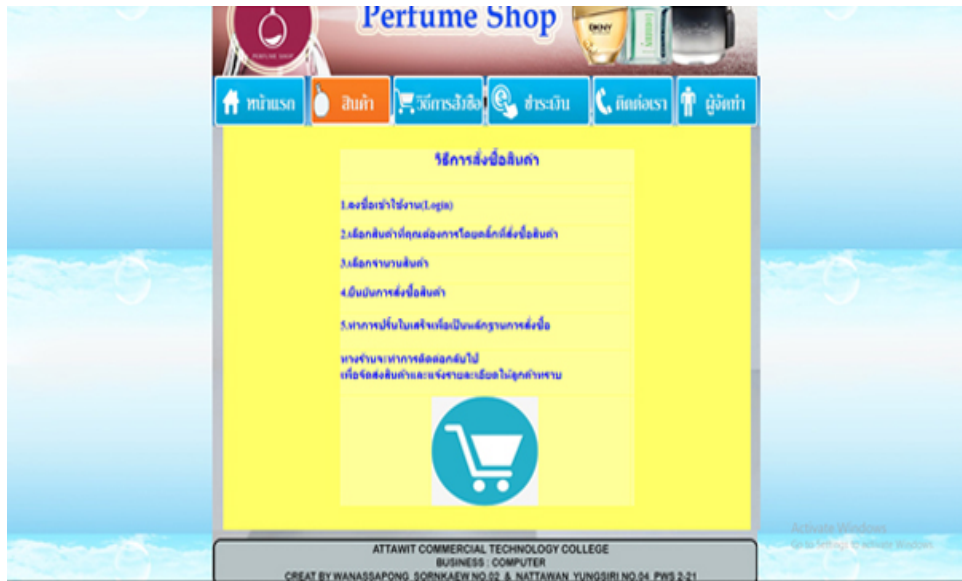 Perfume Shop
PERFUME SHOP
DKNY
หน้าแรก สินค้า วิธีการสั่งซื้อ ชำระเงิน ติดต่อเรา ผู้จัดทำ
วิธีการสั่งซื้อสินค้า
1.ลงชื่อเข้าใช้งาน(Login)
2.เลือกสินค้าที่คุณต้องการโดยคลิ๊กที่สั่งซื้อสินค้า
3.เลือกจำนวนสินค้า
4.ยืนยันการสั่งซื้อสินค้า
5.ทำการปริ้นใบเสร็จเพื่อเป็นหลักฐานการสั่งซื้อ
ทางร้านจะทำการติดต่อกลับไป
เพื่อจัดส่งสินค้าและแจ้งรายละเอียดให้ลูกค้าทราบ
Activate Windows
Go to Settings to activate Windows.
ATTAWIT COMMERCIAL TECHNOLOGY COLLEGE
BUSINESS : COMPUTER
CREAT BY WANASSAPONG SORNKAEW NO.02 & NATTAWAN YUNGSIRI NO.04 PWS 2-21